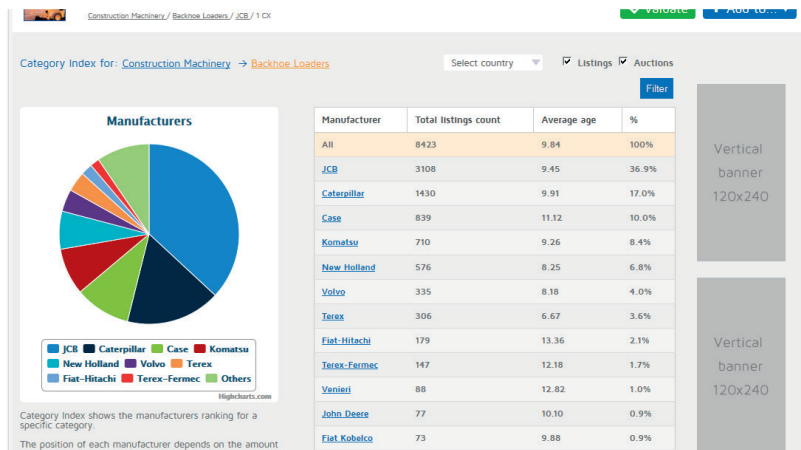 Construction Machinery / Backhoe Loaders / JCB / 1 CX
Validate
Add to...
Category Index for: Construction Machinery → Backhoe Loaders
Select country
Listings
Auctions
Filter
Manufacturers
JCB Caterpillar Case Komatsu
New Holland Volvo Terex
Fiat-Hitachi Terex-Fermec Others
Highcharts.com
Category Index shows the manufacturers ranking for a
specific category.
The position of each manufacturer depends on the amount
Manufacturer Total listings count Average age %
All 8423 9.84 100%
JCB 3108 9.45 36.9%
Caterpillar 1430 9.91 17.0%
Case 839 11.12 10.0%
Komatsu 710 9.26 8.4%
New Holland 576 8.25 6.8%
Volvo 335 8.18 4.0%
Terex 306 6.67 3.6%
Fiat-Hitachi 179 13.36 2.1%
Terex-Fermec 147 12.18 1.7%
Venieri 88 12.82 1.0%
John Deere 77 10.10 0.9%
Fiat Kobelco 73 9.88 0.9%
Vertical
banner
120x240
Vertical
banner
120x240